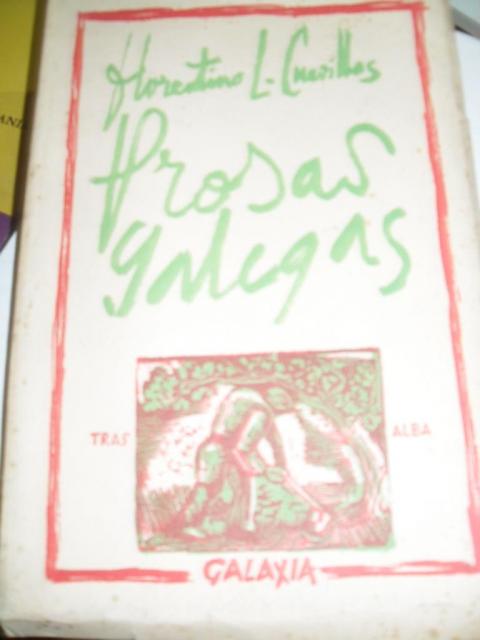 Florentino L. Cuevillas
Prosas
galegas
TRAS ALBA
GALAXIA